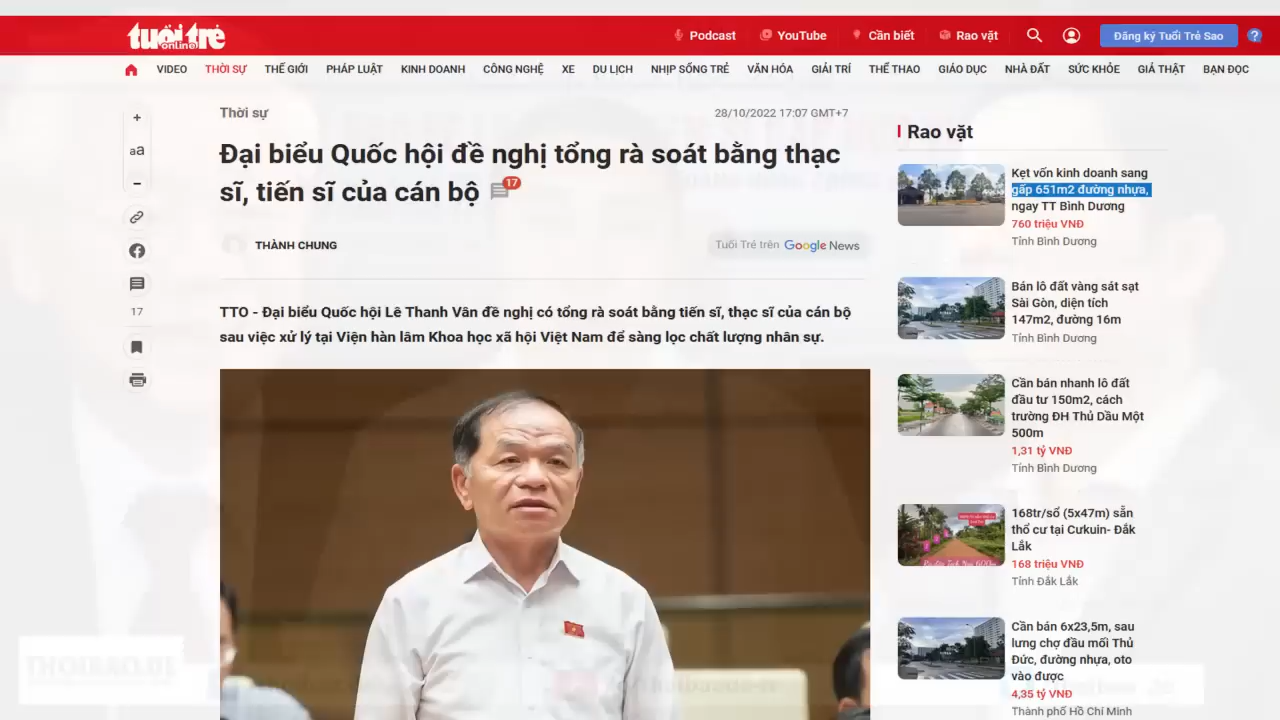 tuổi trẻ
online
Podcast
YouTube
Cần biết
Rao vặt
Đăng ký Tuổi Trẻ Sao
VIDEO
THỜI SỰ
THẾ GIỚI
PHÁP LUẬT
KINH DOANH
CÔNG NGHỆ
XE
DU LỊCH
NHỊP SỐNG TRẺ
VĂN HÓA
GIẢI TRÍ
THỂ THAO
GIÁO DỤC
NHÀ ĐẤT
SỨC KHỎE
GIẢ THẬT
BẠN ĐỌC
+
aa
−
17
Thời sự
28/10/2022 17:07 GMT+7
Đại biểu Quốc hội đề nghị tổng rà soát bằng thạc
sĩ, tiến sĩ của cán bộ 17
THÀNH CHUNG
Tuổi Trẻ trên Google News
TTO - Đại biểu Quốc hội Lê Thanh Vân đề nghị có tổng rà soát bằng tiến sĩ, thạc sĩ của cán bộ
sau việc xử lý tại Viện hàn lâm Khoa học xã hội Việt Nam để sàng lọc chất lượng nhân sự.
Rao vặt
Kẹt vốn kinh doanh sang
gấp 651m2 đường nhựa,
ngay TT Bình Dương
760 triệu VNĐ
Tỉnh Bình Dương
Bán lô đất vàng sát sạt
Sài Gòn, diện tích
147m2, đường 16m
Tỉnh Bình Dương
Cần bán nhanh lô đất
đầu tư 150m2, cách
trường ĐH Thủ Dầu Một
500m
1,31 tỷ VNĐ
Tỉnh Bình Dương
168tr/sổ (5x47m) sẵn
thổ cư tại Cưkuin- Đắk
Lắk
168 triệu VNĐ
Tỉnh Đắk Lắk
Cần bán 6x23,5m, sau
lưng chợ đầu mối Thủ
Đức, đường nhựa, oto
vào được
4,35 tỷ VNĐ
Thành phố Hồ Chí Minh
THOIBAO.DE